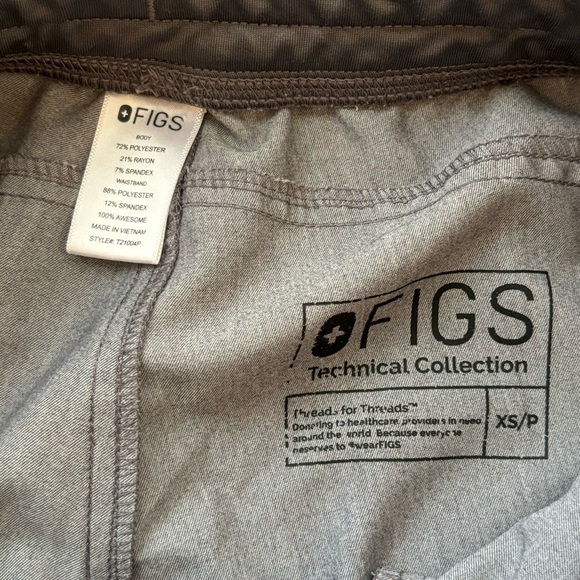 FIGS
BODY
72% POLYESTER
21% RAYON
7% SPANDEX
WAISTBAND
88% POLYESTER
12% SPANDEX
100% AWESOME
MADE IN VIETNAM
STYLE#: T21004P
FIGS
Technical Collection
Threads for Threads™
Donating to healthcare providers in need
around the world. Because everyone
deserves to #wearFIGS
XS/P